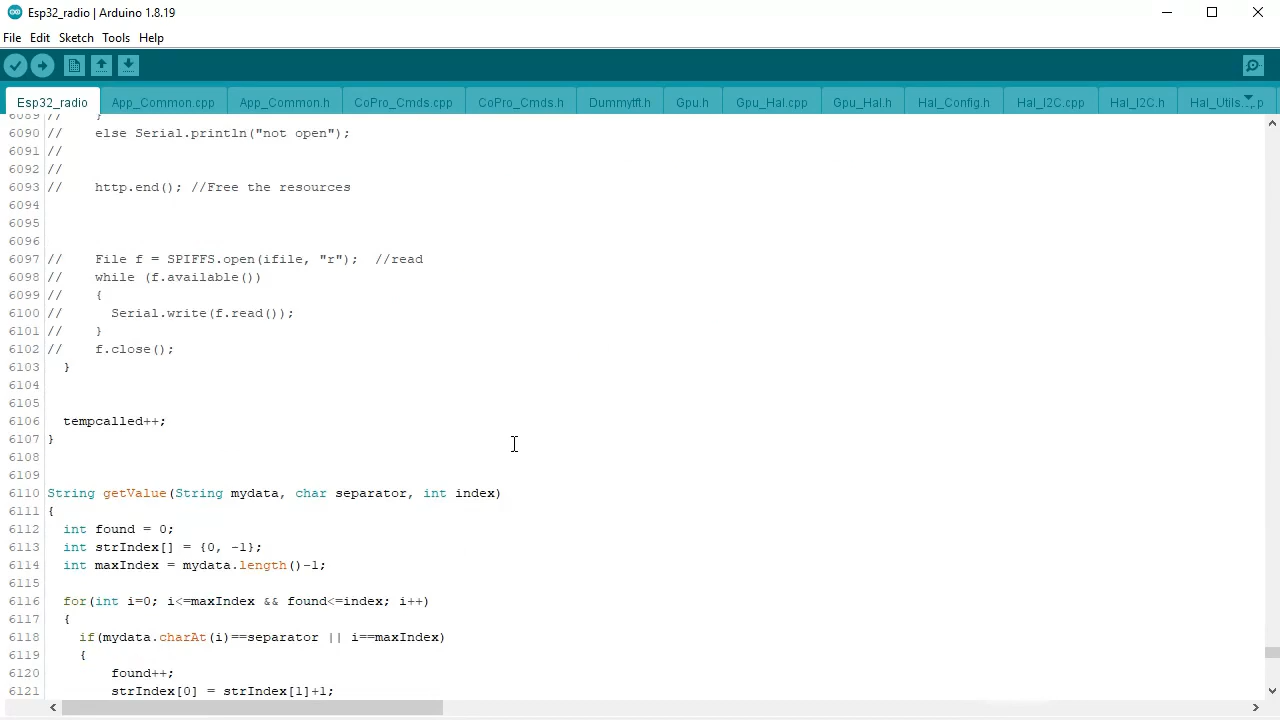 Esp32_radio | Arduino 1.8.19
File Edit Sketch Tools Help
Esp32_radio App_Common.cpp App_Common.h CoPro_Cmds.cpp CoPro_Cmds.h Dummytft.h Gpu.h Gpu_Hal.cpp Gpu_Hal.h Hal_Config.h Hal_I2C.cpp Hal_I2C.h
6089 // }
6090 // else Serial.println("not open");
6091 //
6092 //
6093 // http.end(); //Free the resources
6094
6095
6096
6097 // File f = SPIFFS.open(ifile, "r"); //read
6098 // while (f.available())
6099 // {
6100 // Serial.write(f.read());
6101 // }
6102 // f.close();
6103 }
6104
6105
6106 tempcalled++;
6107 }
6108
6109
6110 String getValue(String mydata, char separator, int index)
6111 {
6112 int found = 0;
6113 int strIndex[] = {0, -1};
6114 int maxIndex = mydata.length()-1;
6115
6116 for(int i=0; i<=maxIndex && found<=index; i++)
6117 {
6118 if(mydata.charAt(i)==separator || i==maxIndex)
6119 {
6120 found++;
6121 strIndex[0] = strIndex[1]+1;